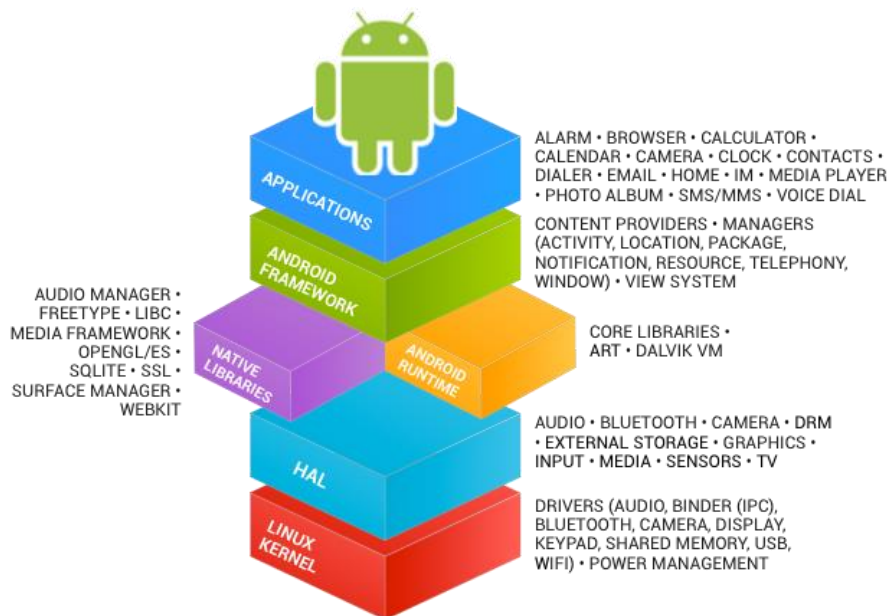 APPLICATIONS
ALARM • BROWSER • CALCULATOR •
CALENDAR • CAMERA • CLOCK • CONTACTS •
DIALER • EMAIL • HOME • IM • MEDIA PLAYER
• PHOTO ALBUM • SMS/MMS • VOICE DIAL
ANDROID
FRAMEWORK
CONTENT PROVIDERS • MANAGERS
(ACTIVITY, LOCATION, PACKAGE,
NOTIFICATION, RESOURCE, TELEPHONY,
WINDOW) • VIEW SYSTEM
AUDIO MANAGER •
FREETYPE • LIBC •
MEDIA FRAMEWORK •
OPENGL/ES •
SQLITE • SSL •
SURFACE MANAGER •
WEBKIT
NATIVE
LIBRARIES
ANDROID
RUNTIME
CORE LIBRARIES •
ART • DALVIK VM
HAL
AUDIO • BLUETOOTH • CAMERA • DRM
• EXTERNAL STORAGE • GRAPHICS •
INPUT • MEDIA • SENSORS • TV
LINUX
KERNEL
DRIVERS (AUDIO, BINDER (IPC),
BLUETOOTH, CAMERA, DISPLAY,
KEYPAD, SHARED MEMORY, USB,
WIFI) • POWER MANAGEMENT